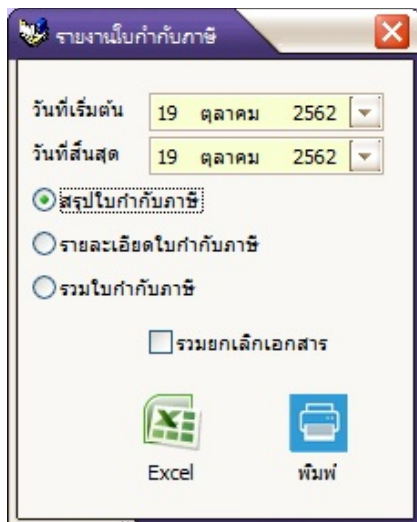 รายงานใบกำกับภาษี
วันที่เริ่มต้น 19 ตุลาคม 2562
วันที่สิ้นสุด 19 ตุลาคม 2562
สรุปใบกำกับภาษี
รายละเอียดใบกำกับภาษี
รวมใบกำกับภาษี
รวมยกเลิกเอกสาร
Excel พิมพ์